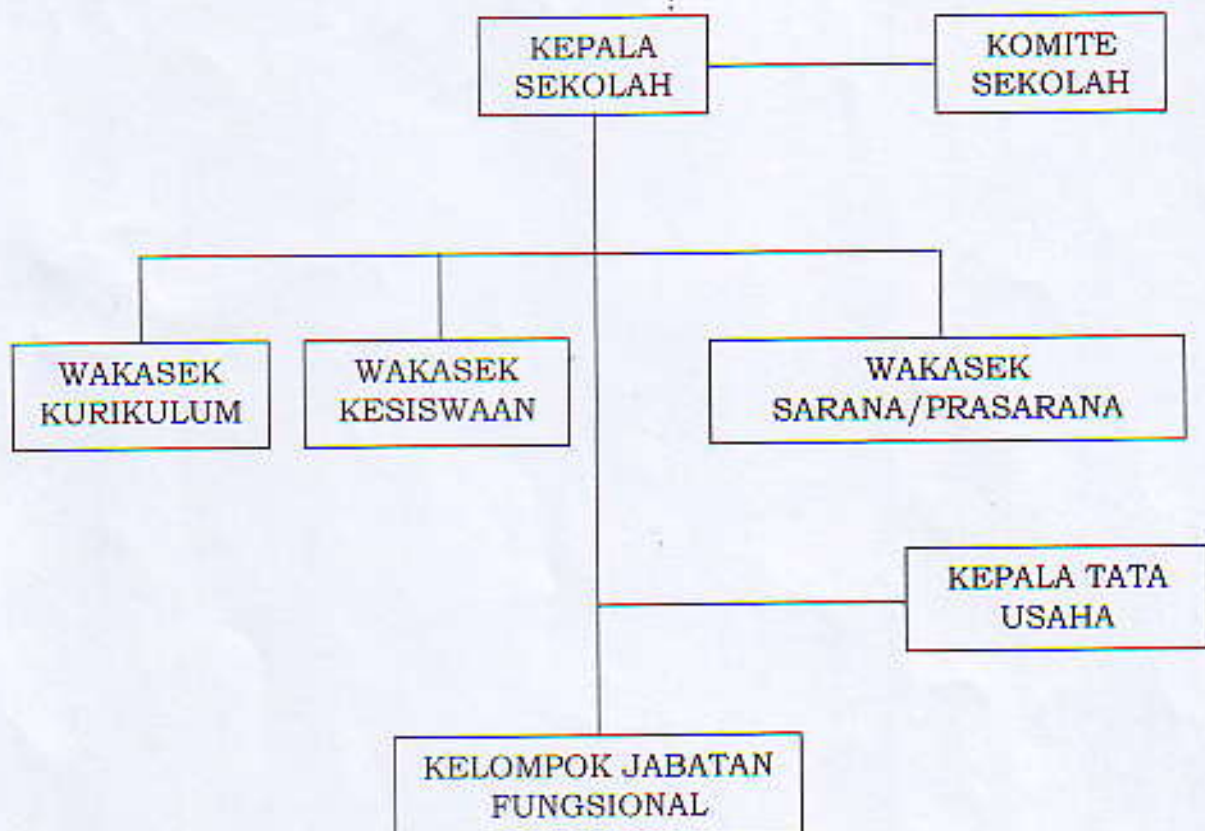 KEPALA
SEKOLAH
KOMITE
SEKOLAH
WAKASEK
KURIKULUM
WAKASEK
KESISWAAN
WAKASEK
SARANA/PRASARANA
KEPALA TATA
USAHA
KELOMPOK JABATAN
FUNGSIONAL